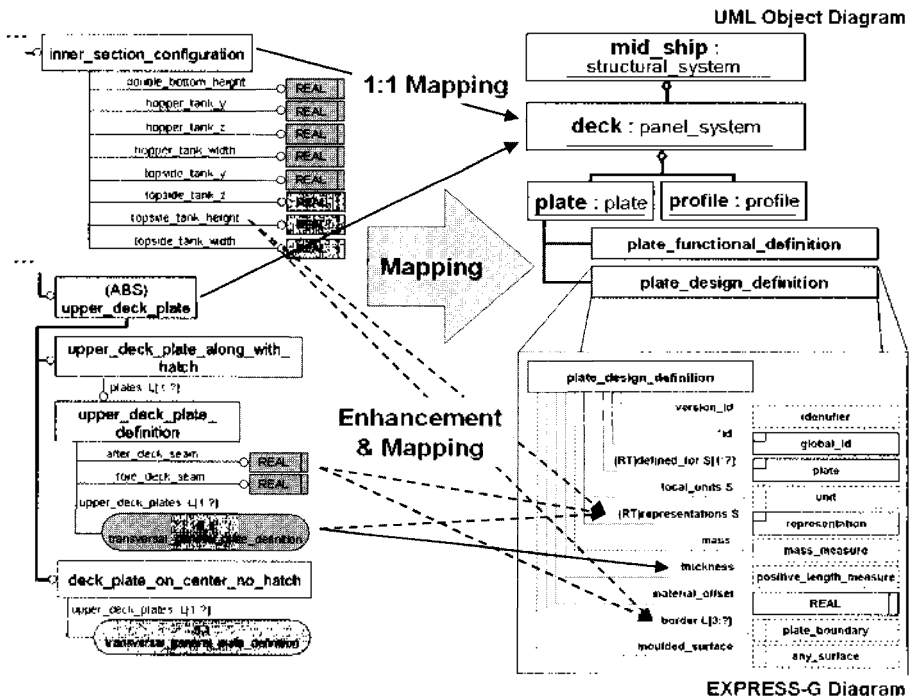 UML Object Diagram
inner_section_configuration
double_bottom_height
REAL
hopper_tank_y
REAL
hopper_tank_z
REAL
hopper_tank_width
REAL
topside_tank_y
REAL
topside_tank_z
topside_tank_height
topside_tank_width
1:1 Mapping
mid_ship :
structural_system
deck : panel_system
plate : plate
profile : profile
plate_functional_definition
plate_design_definition
Mapping
(ABS)
upper_deck_plate
upper_deck_plate_along_with_
hatch
plates L[1:?]
upper_deck_plate_
definition
after_deck_seam
REAL
fore_deck_seam
REAL
upper_deck_plates L[1:?]
deck_plate_on_center_no_hatch
upper_deck_plates L[1:?]
Enhancement
& Mapping
plate_design_definition
version_id
identifier
*id
global_id
(RT)defined_for S[1:?]
plate
local_units S
unit
(RT)representations S
representation
mass
mass_measure
thickness
positive_length_measure
material_offset
REAL
border L[3:?]
plate_boundary
moulded_surface
any_surface
EXPRESS-G Diagram